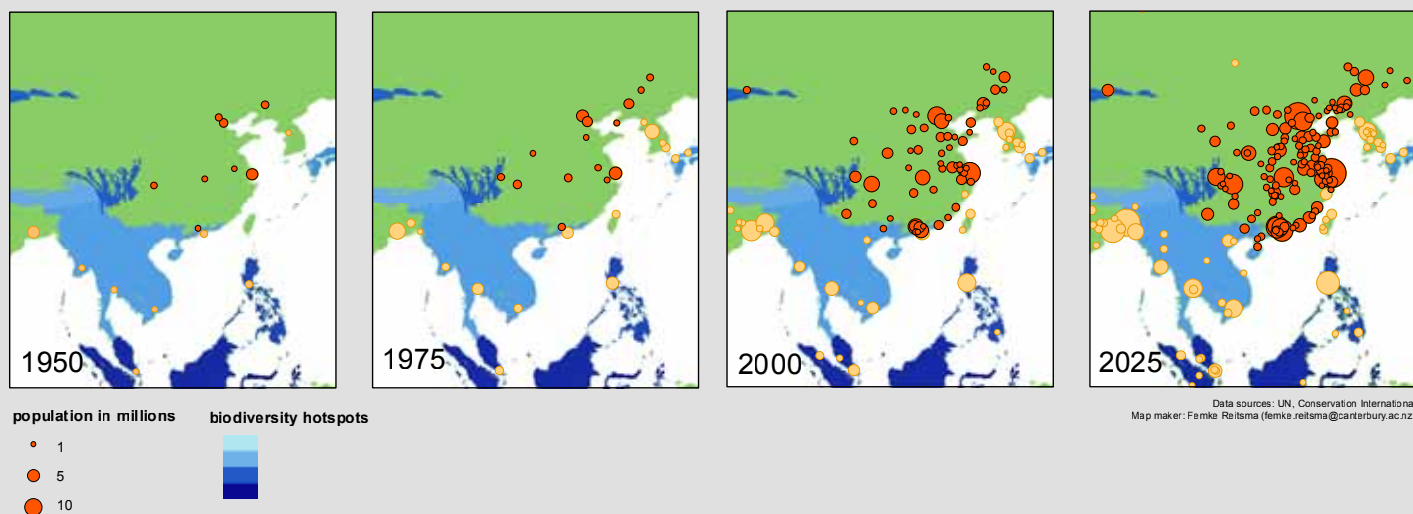 1950
1975
2000
2025
population in millions
1
5
10
biodiversity hotspots
Data sources: UN, Conservation Internationa
Map maker: Femke Reitsma (femke.reitsma@canterbury.ac.nz